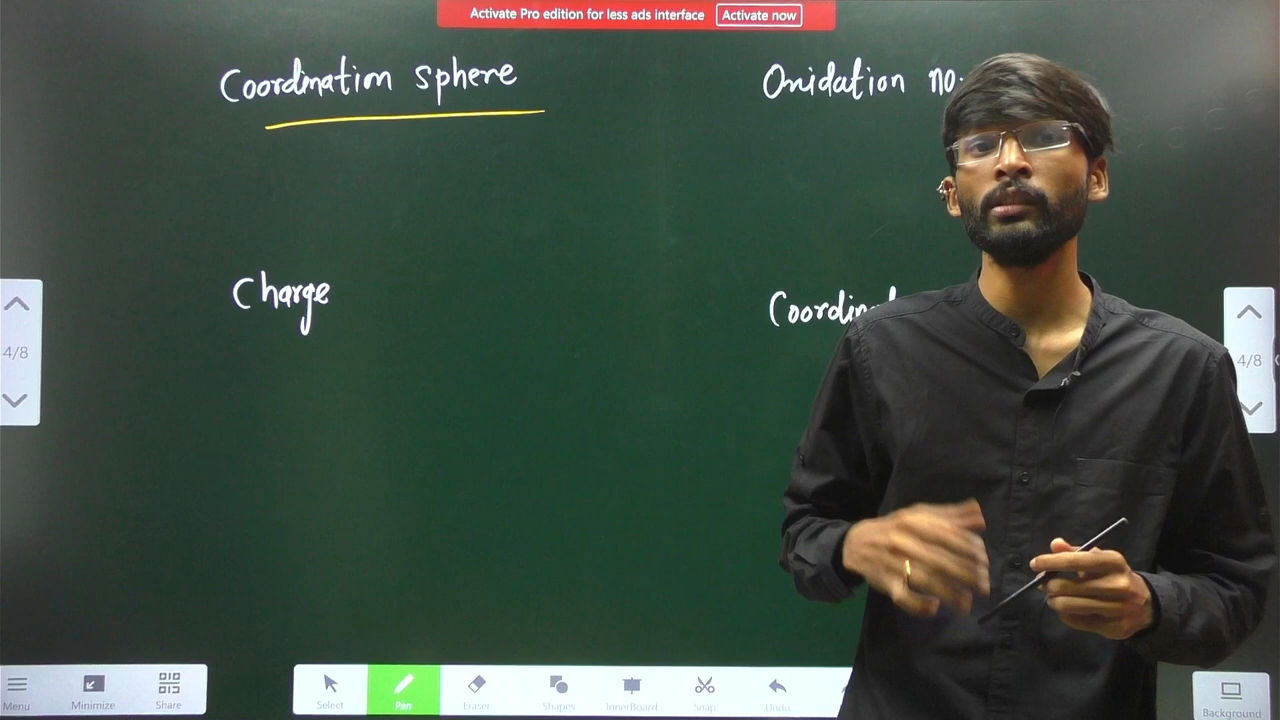 Activate Pro edition for less ads interface Activate now
Coordination sphere
Oxidation no.
Charge
4/8
4/8
Menu Minimize Share
Select Pen Eraser Shapes InnerBoard Snap Undo
Background